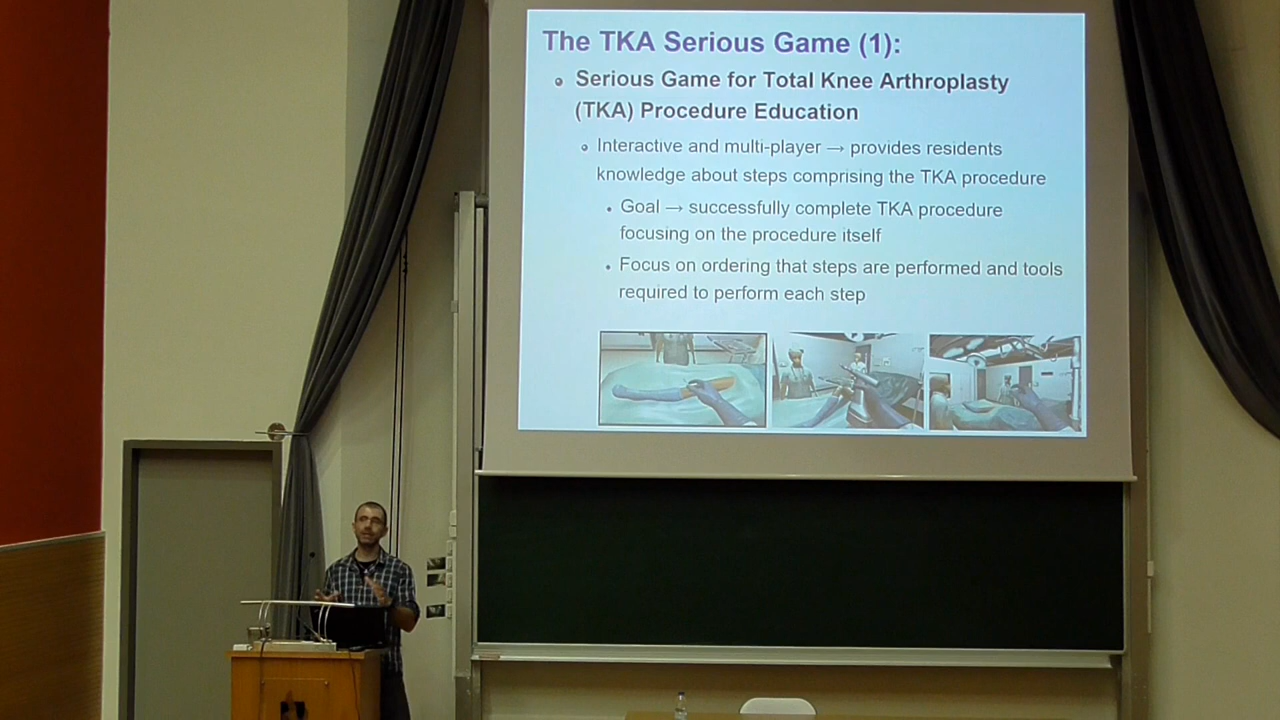 The TKA Serious Game (1):
Serious Game for Total Knee Arthroplasty
(TKA) Procedure Education
Interactive and multi-player → provides residents
knowledge about steps comprising the TKA procedure
Goal → successfully complete TKA procedure
focusing on the procedure itself
Focus on ordering that steps are performed and tools
required to perform each step